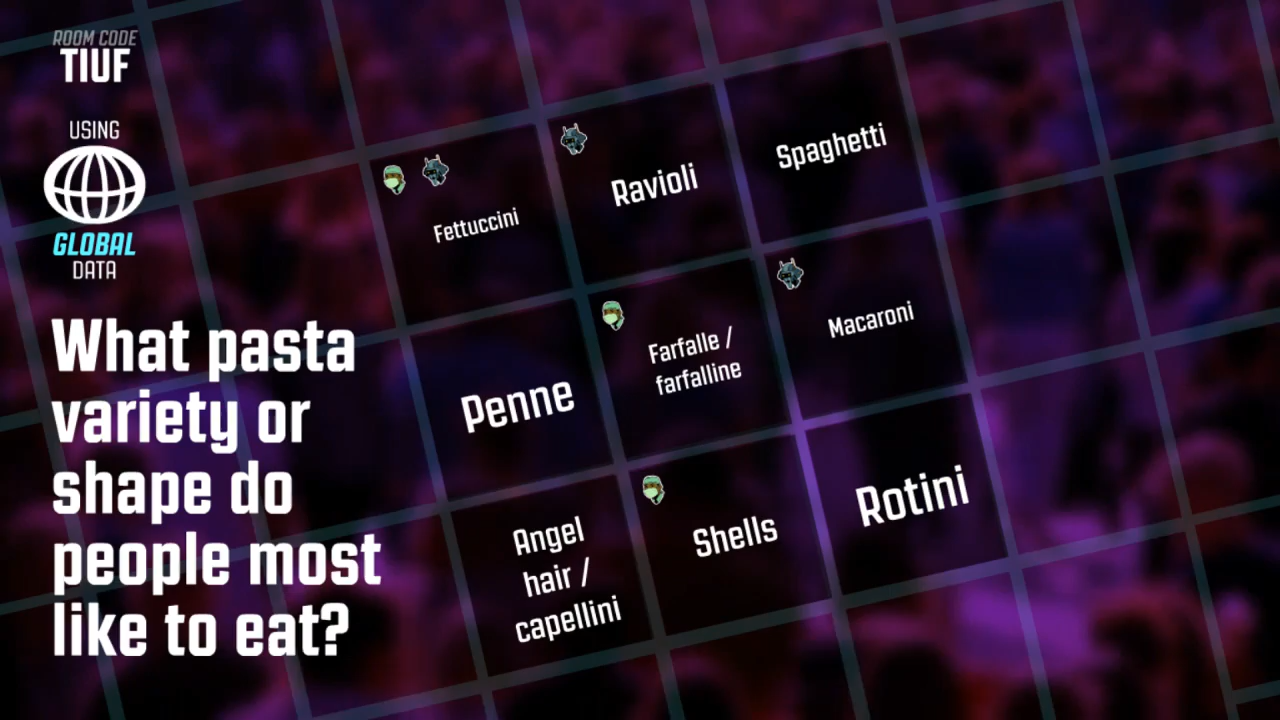 ROOM CODE
TIUF
USING
GLOBAL
DATA
What pasta
variety or
shape do
people most
like to eat?
Fettuccini
Ravioli
Spaghetti
Penne
Farfalle /
farfalline
Macaroni
Angel
hair /
capellini
Shells
Rotini